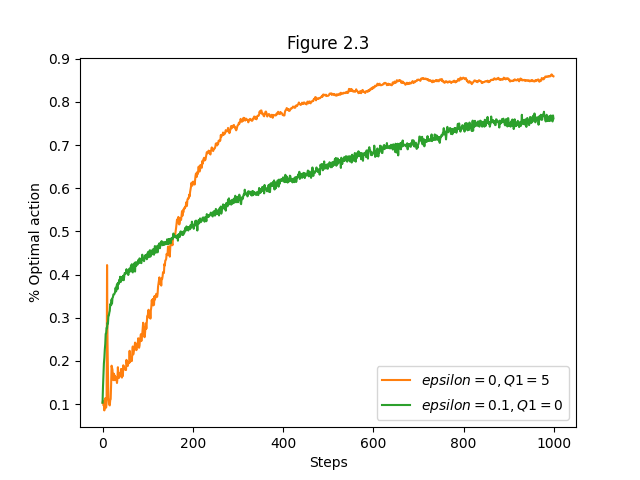 Figure 2.3
% Optimal action
0.9
0.8
0.7
0.6
0.5
0.4
0.3
0.2
0.1
0 200 400 600 800 1000
Steps
epsilon = 0, Q1 = 5
epsilon = 0.1, Q1 = 0